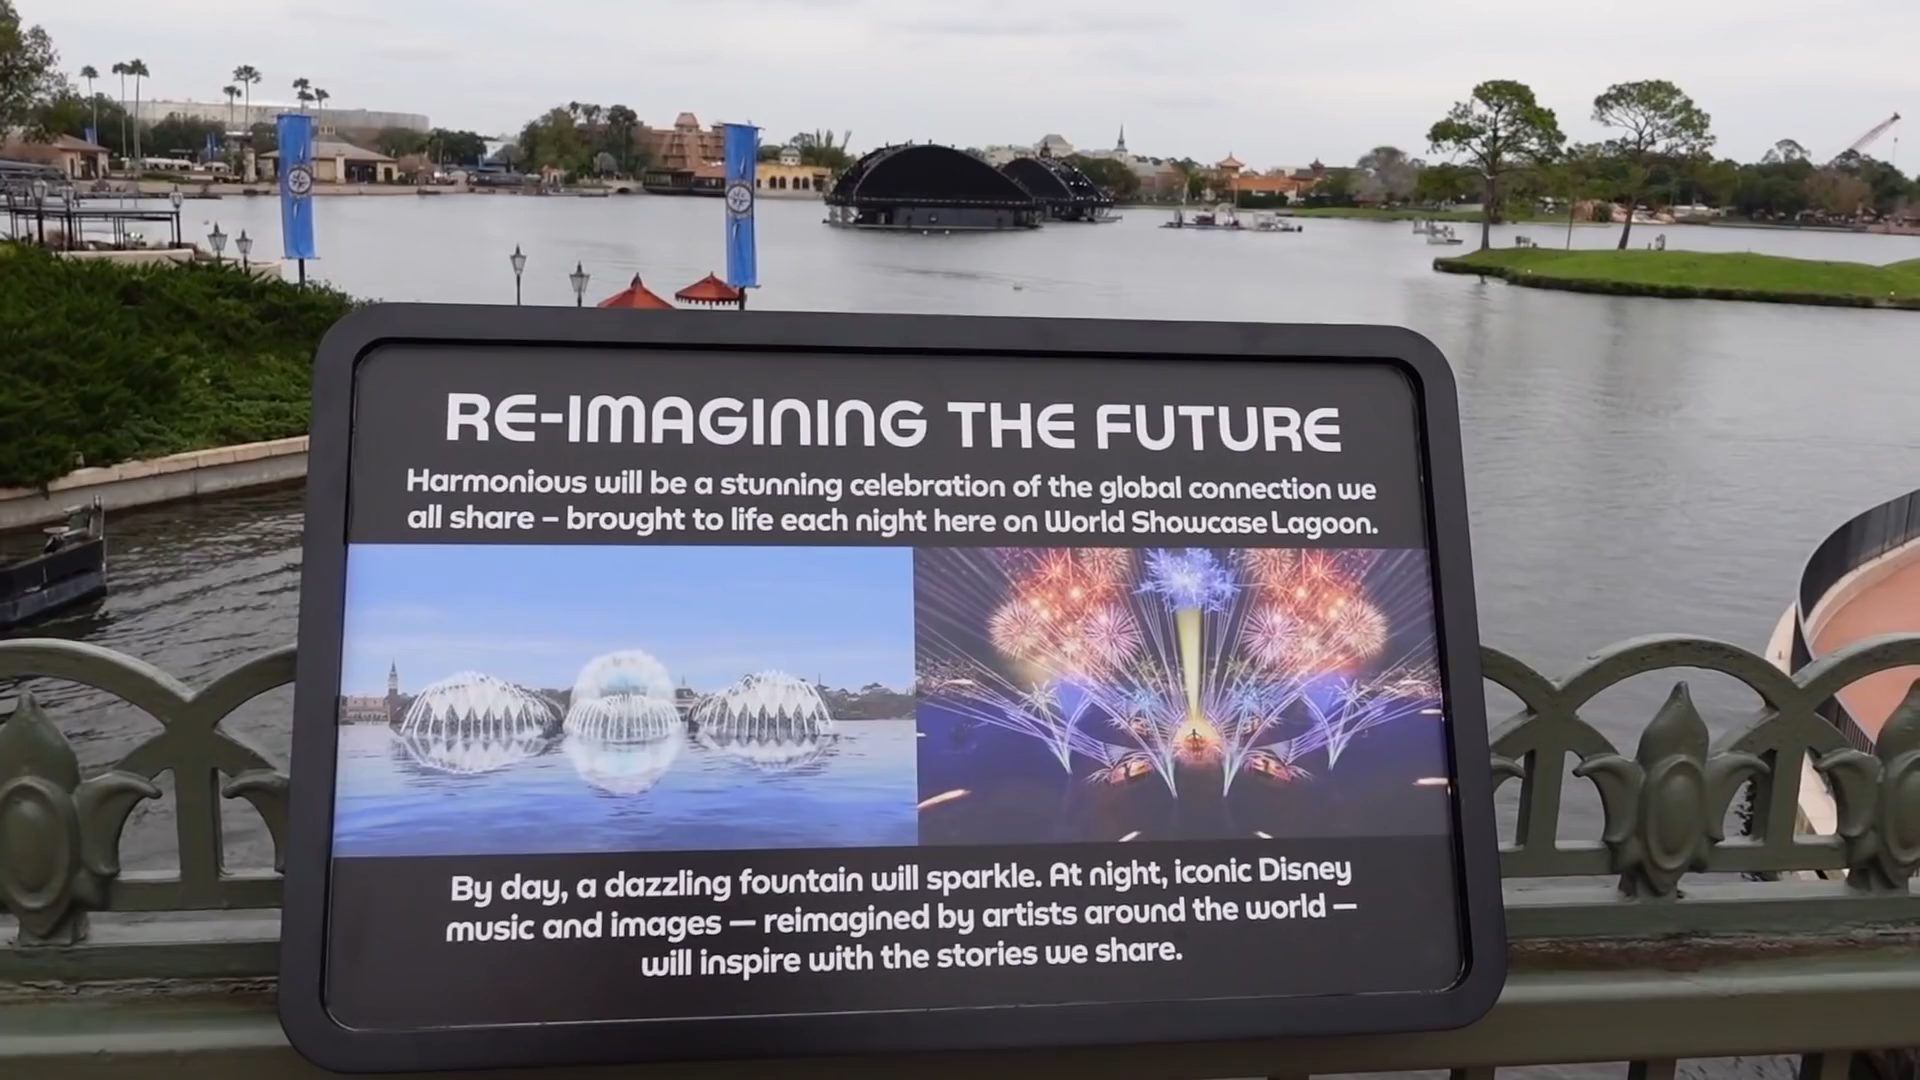 RE-IMAGINING THE FUTURE
Harmonious will be a stunning celebration of the global connection we
all share – brought to life each night here on World Showcase Lagoon.
By day, a dazzling fountain will sparkle. At night, iconic Disney
music and images — reimagined by artists around the world —
will inspire with the stories we share.